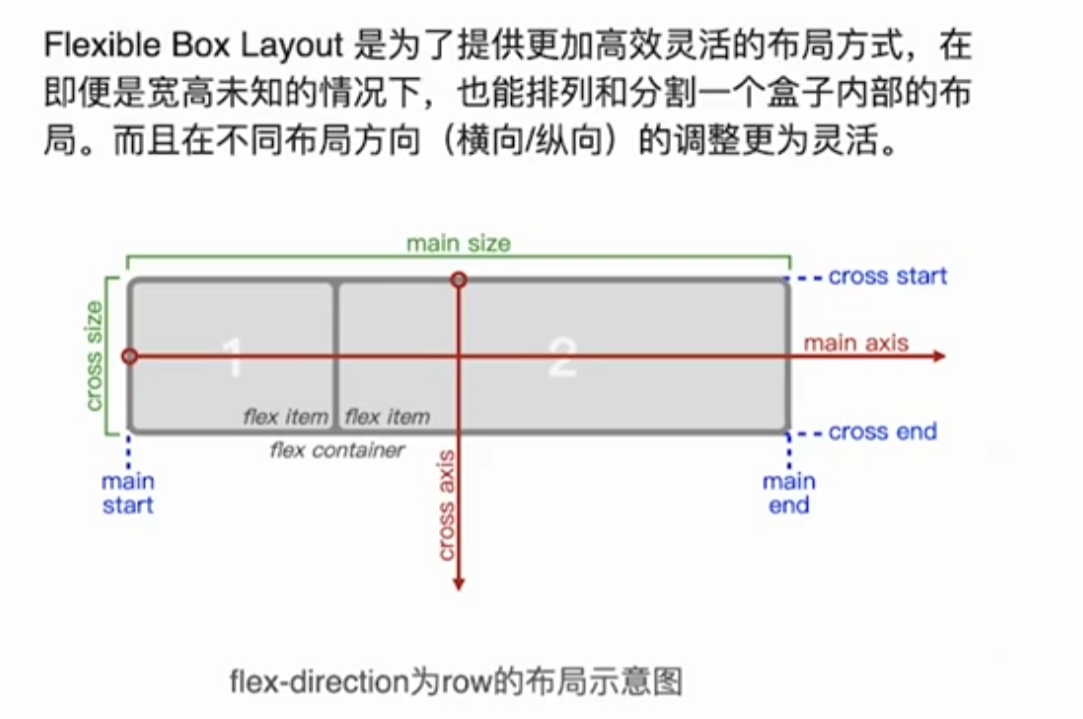 Flexible Box Layout 是为了提供更加高效灵活的布局方式，在
即便是宽高未知的情况下，也能排列和分割一个盒子内部的布
局。而且在不同布局方向（横向/纵向）的调整更为灵活。
main size
cross start
cross size
1
2
main axis
flex item
flex item
cross end
flex container
cross axis
main
start
main
end
flex-direction为row的布局示意图